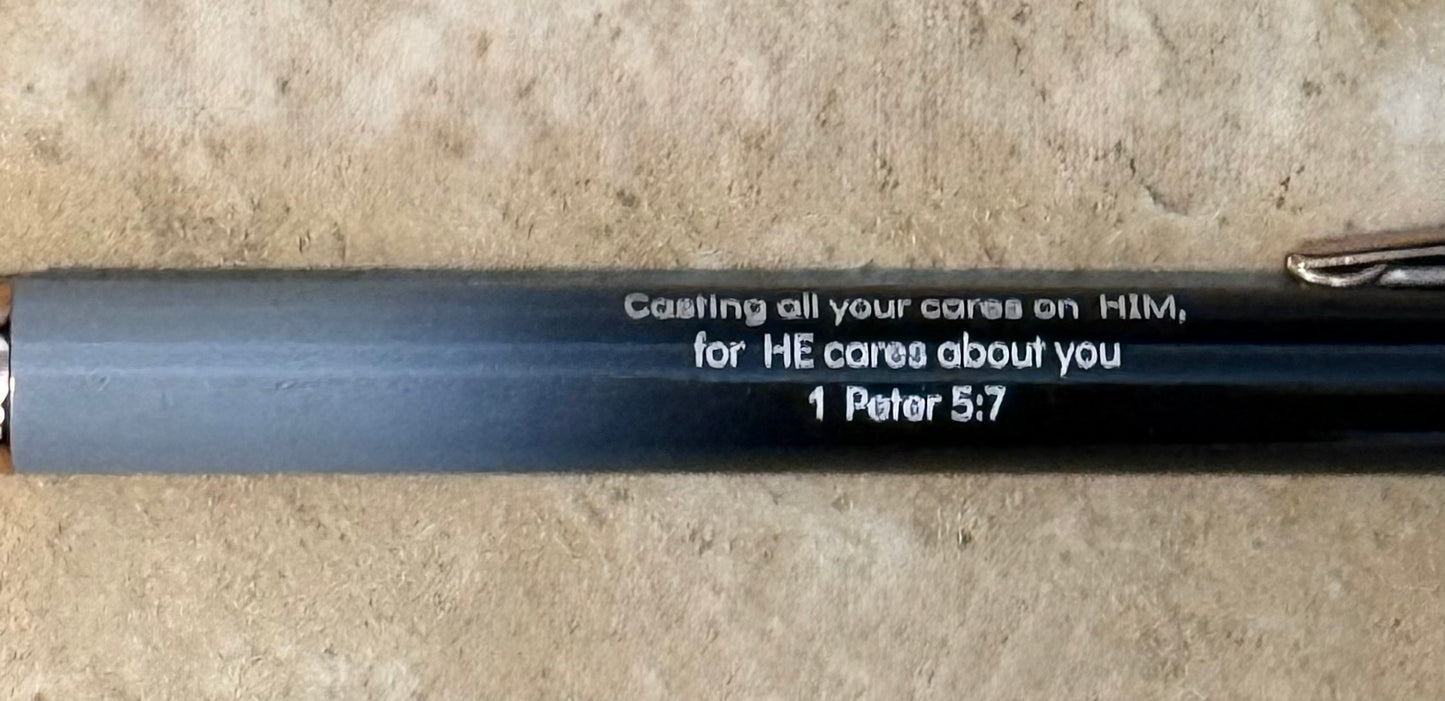 Casting all your cares on HIM,
for HE cares about you
1 Peter 5:7